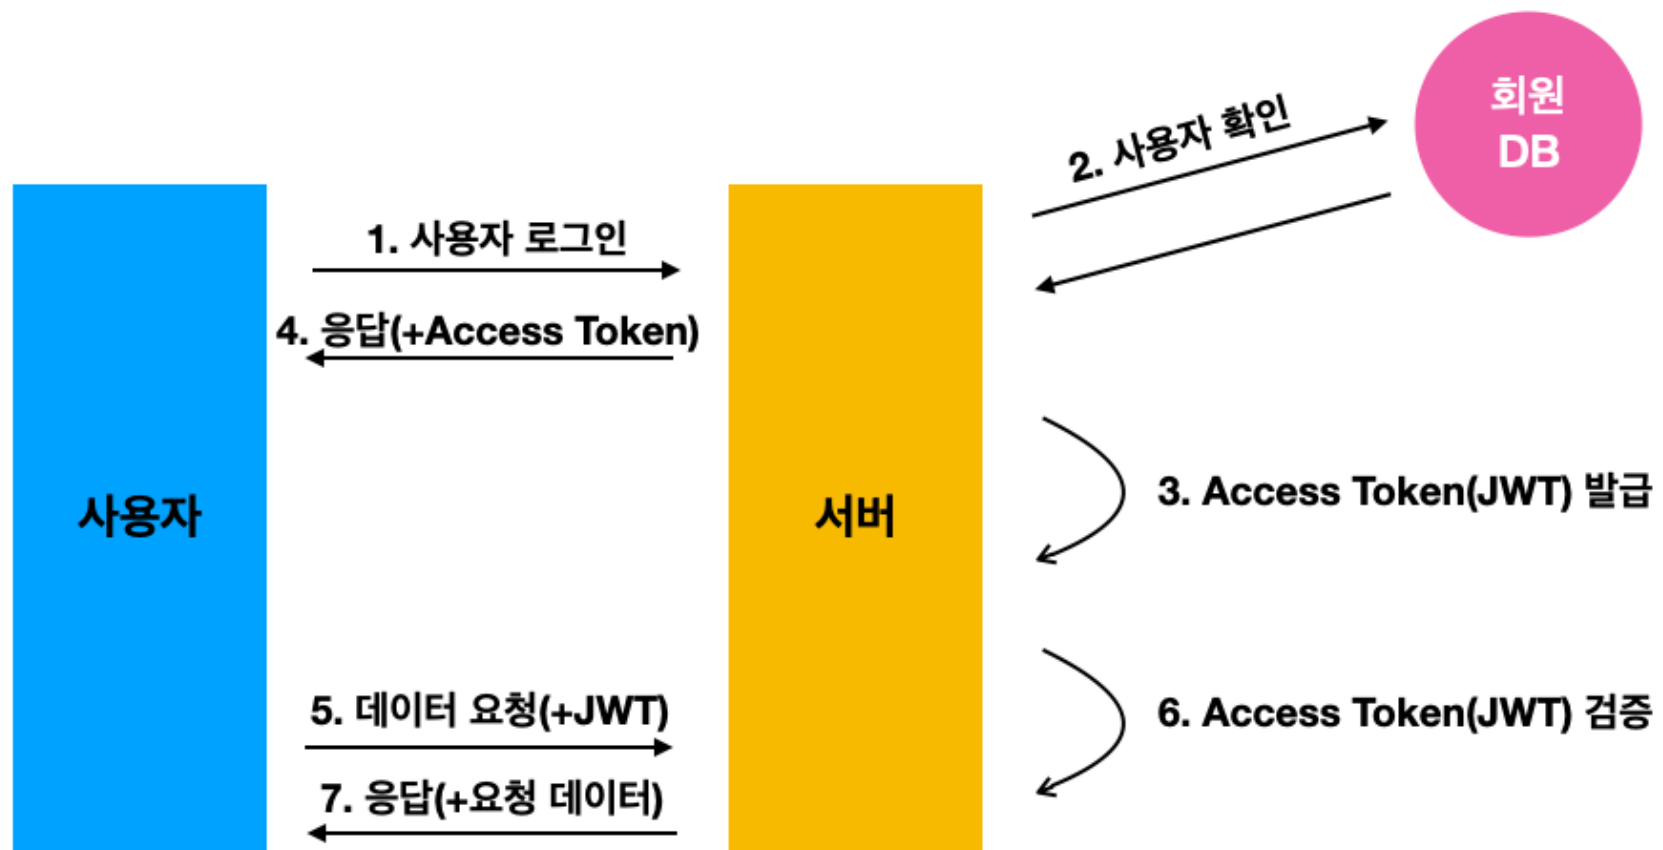 회원
DB
2. 사용자 확인
1. 사용자 로그인
4. 응답(+Access Token)
사용자
서버
3. Access Token(JWT) 발급
5. 데이터 요청(+JWT)
6. Access Token(JWT) 검증
7. 응답(+요청 데이터)